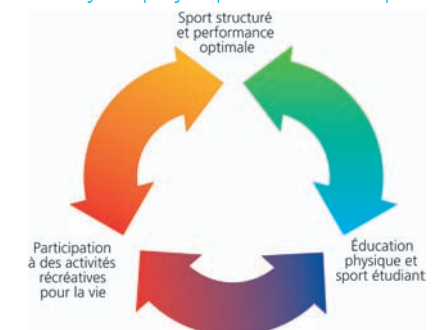 Sport structuré
et performance
optimale
Participation
à des activités
récréatives
pour la vie
Éducation
physique et
sport étudiant